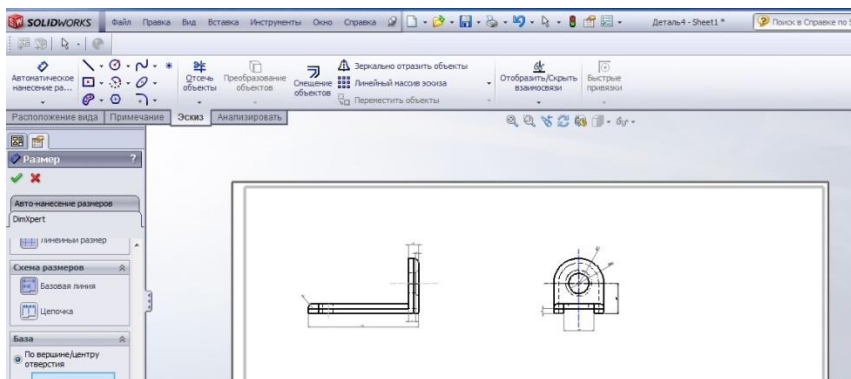 SOLIDWORKS Файл Правка Вид Вставка Инструменты Окно Справка Деталь4 - Sheet1 * Поиск в Справке по
Автоматическое нанесение ра...
Отсечь объекты
Преобразование объектов
Смещение объектов
Зеркально отразить объекты
Линейный массив эскиза
Переместить объекты
Отобразить/Скрыть взаимосвязи
Быстрые привязки
Расположение вида Примечание Эскиз Анализировать
Размер ?
Авто-нанесение размеров
DimXpert
Линейный размер
Схема размеров
Базовая линия
Цепочка
База
По вершине/центру
отверстия